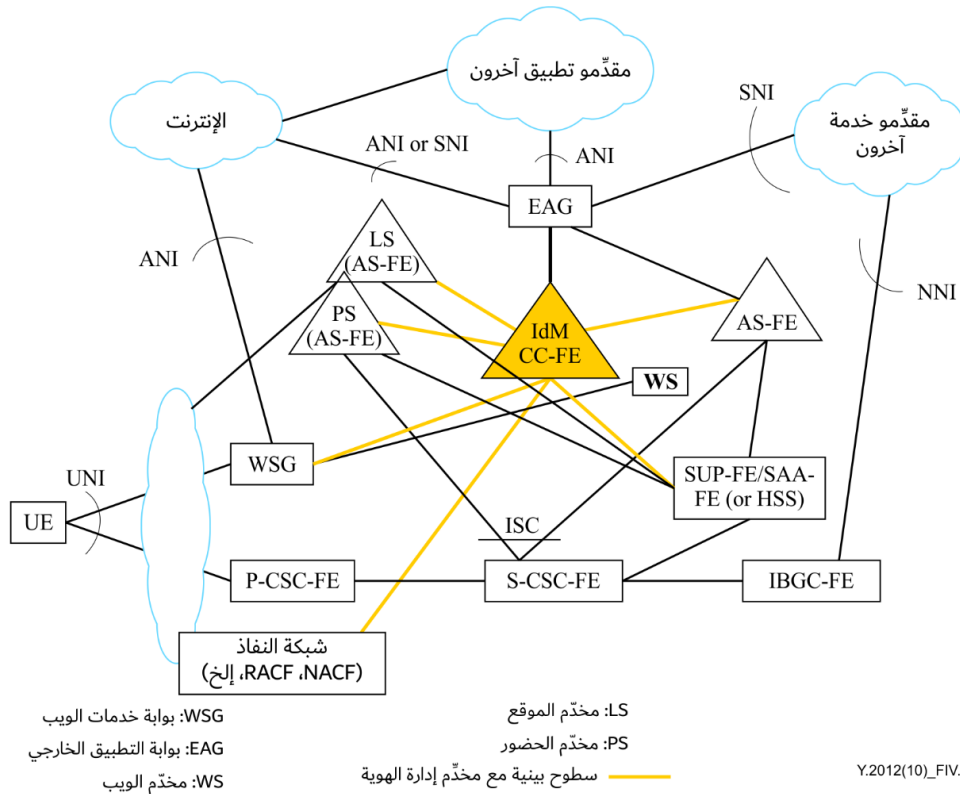 مقدِّمو تطبيق آخرون
SNI
مقدِّمو خدمة
آخرون
الإنترنت
ANI or SNI
ANI
EAG
LS
(AS-FE)
ANI
NNI
PS
(AS-FE)
IdM
CC-FE
AS-FE
WS
WSG
SUP-FE/SAA-
FE (or HSS)
UNI
UE
ISC
P-CSC-FE
S-CSC-FE
IBGC-FE
شبكة النفاذ
(RACF ،NACF، إلخ)
LS: مخدّم الموقع
WSG: بوابة خدمات الويب
PS: مخدّم الحضور
EAG: بوابة التطبيق الخارجي
سطوح بينية مع مخدِّم إدارة الهوية
WS: مخدّم الويب
Y.2012(10)_FIV.